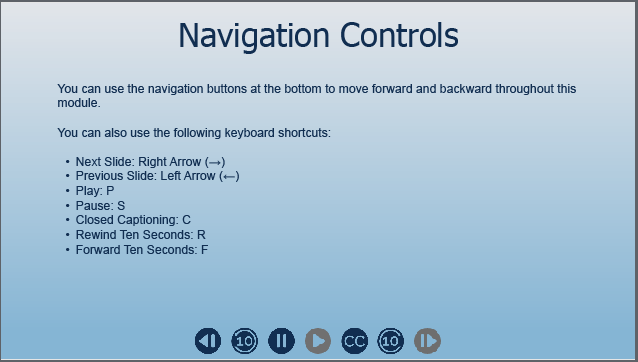 Navigation Controls
You can use the navigation buttons at the bottom to move forward and backward throughout this
module.
You can also use the following keyboard shortcuts:
• Next Slide: Right Arrow (→)
• Previous Slide: Left Arrow (←)
• Play: P
• Pause: S
• Closed Captioning: C
• Rewind Ten Seconds: R
• Forward Ten Seconds: F
10 CC 10